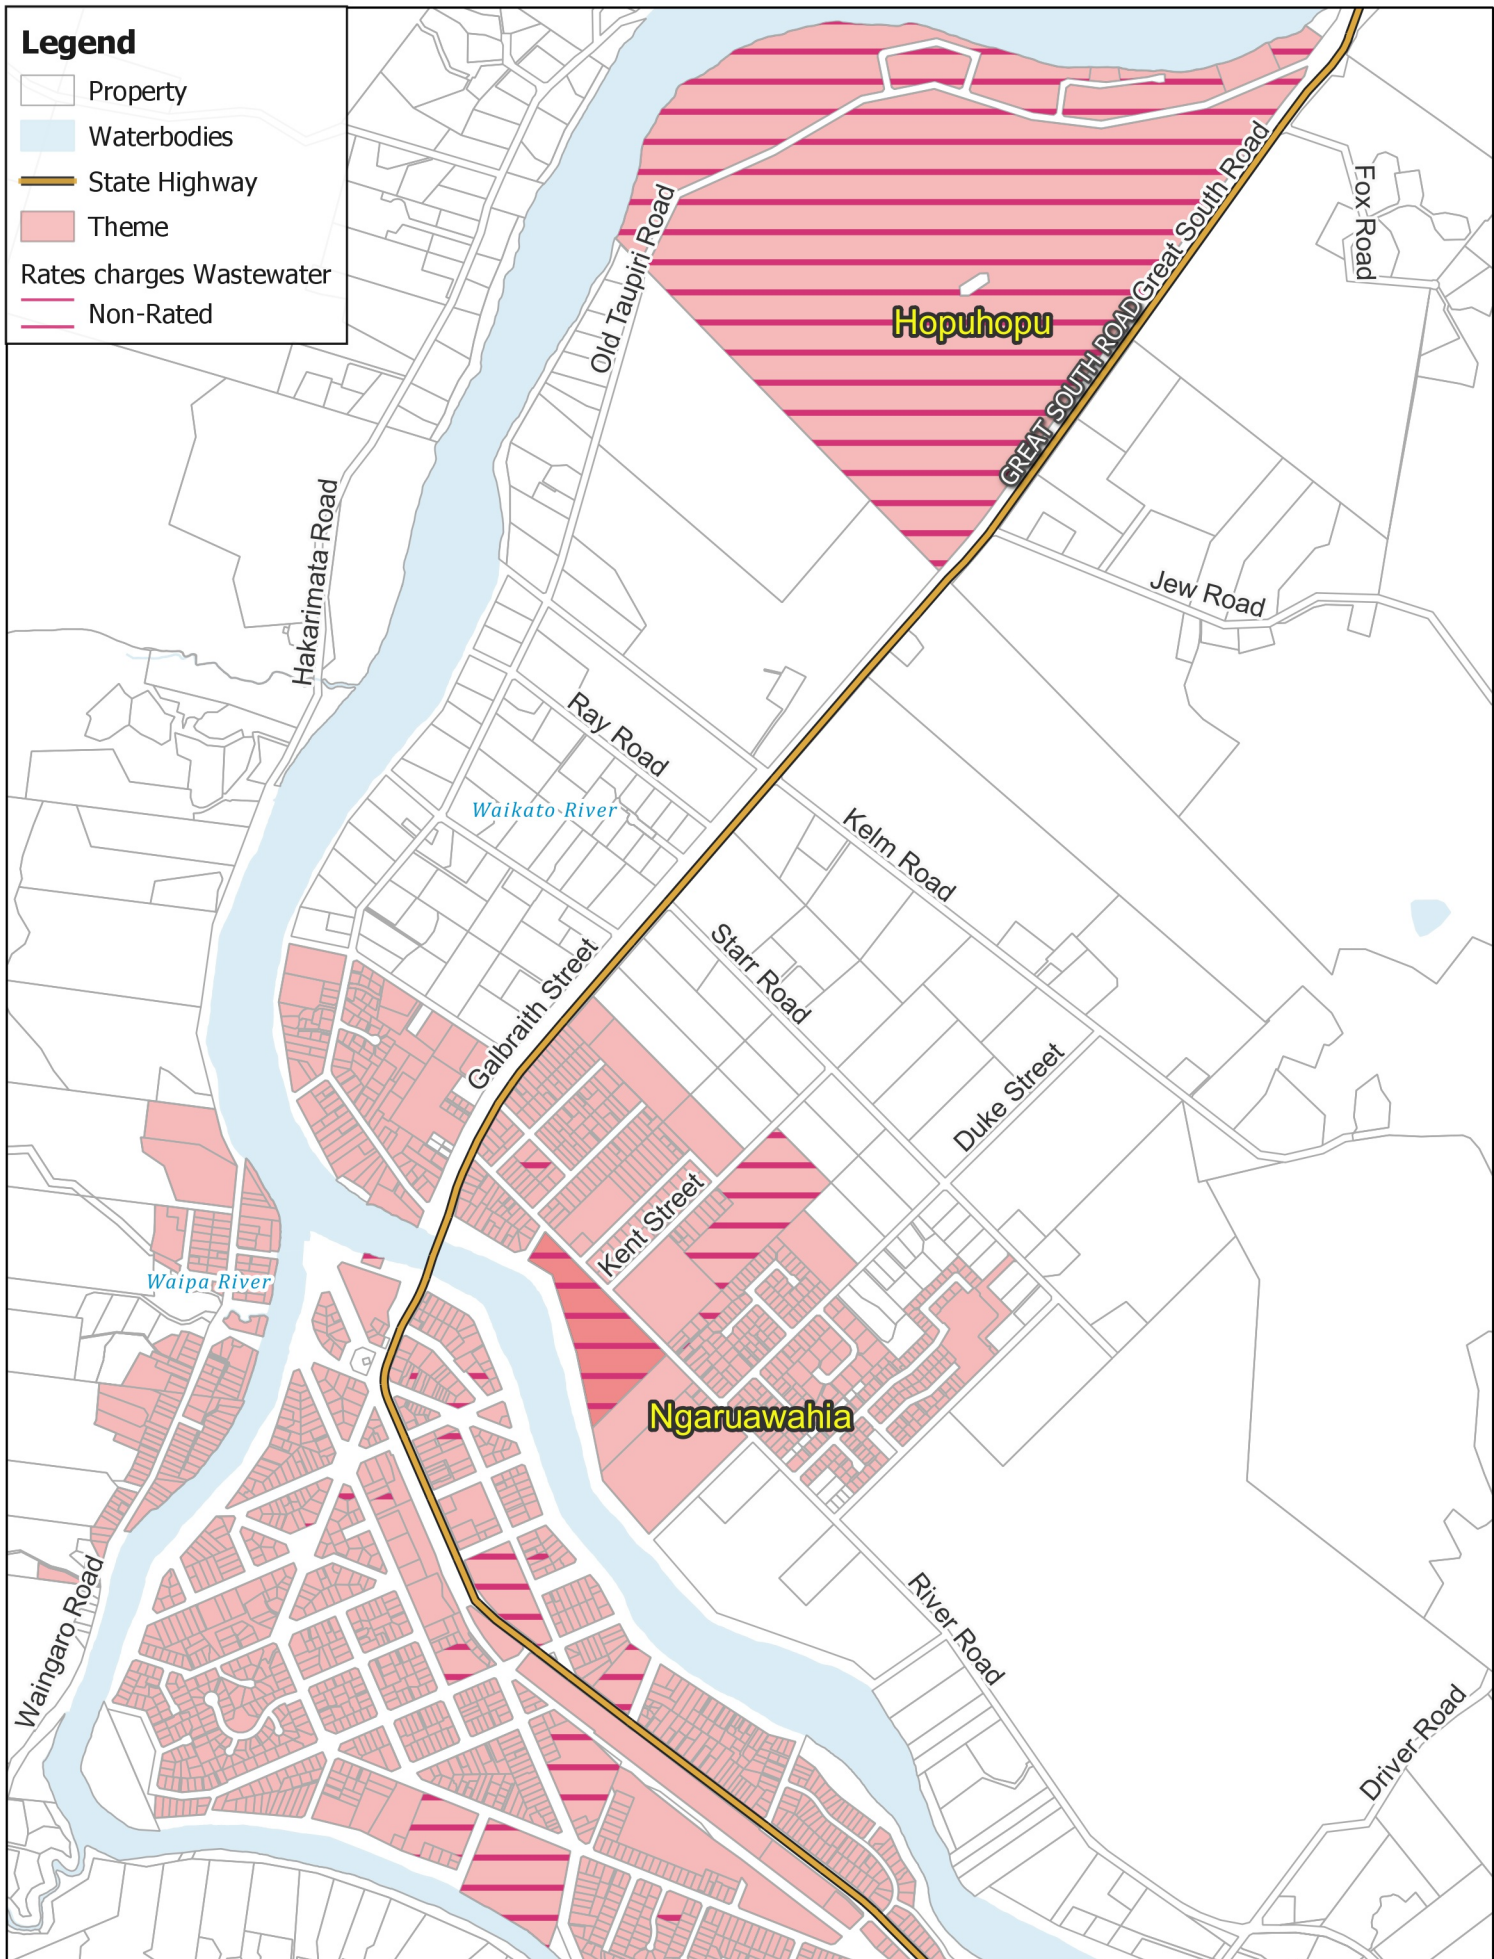 Legend
Property
Waterbodies
State Highway
Theme
Rates charges Wastewater
Non-Rated
Great South Road
Fox Road
Old Taupiri Road
Hopuhopu
GREAT SOUTH ROAD
Hakarimata Road
Jew Road
Ray Road
Waikato River
Kelm Road
Starr Road
Galbraith Street
Duke Street
Kent Street
Waipa River
Ngaruawahia
Waingaro Road
River Road
Driver Road